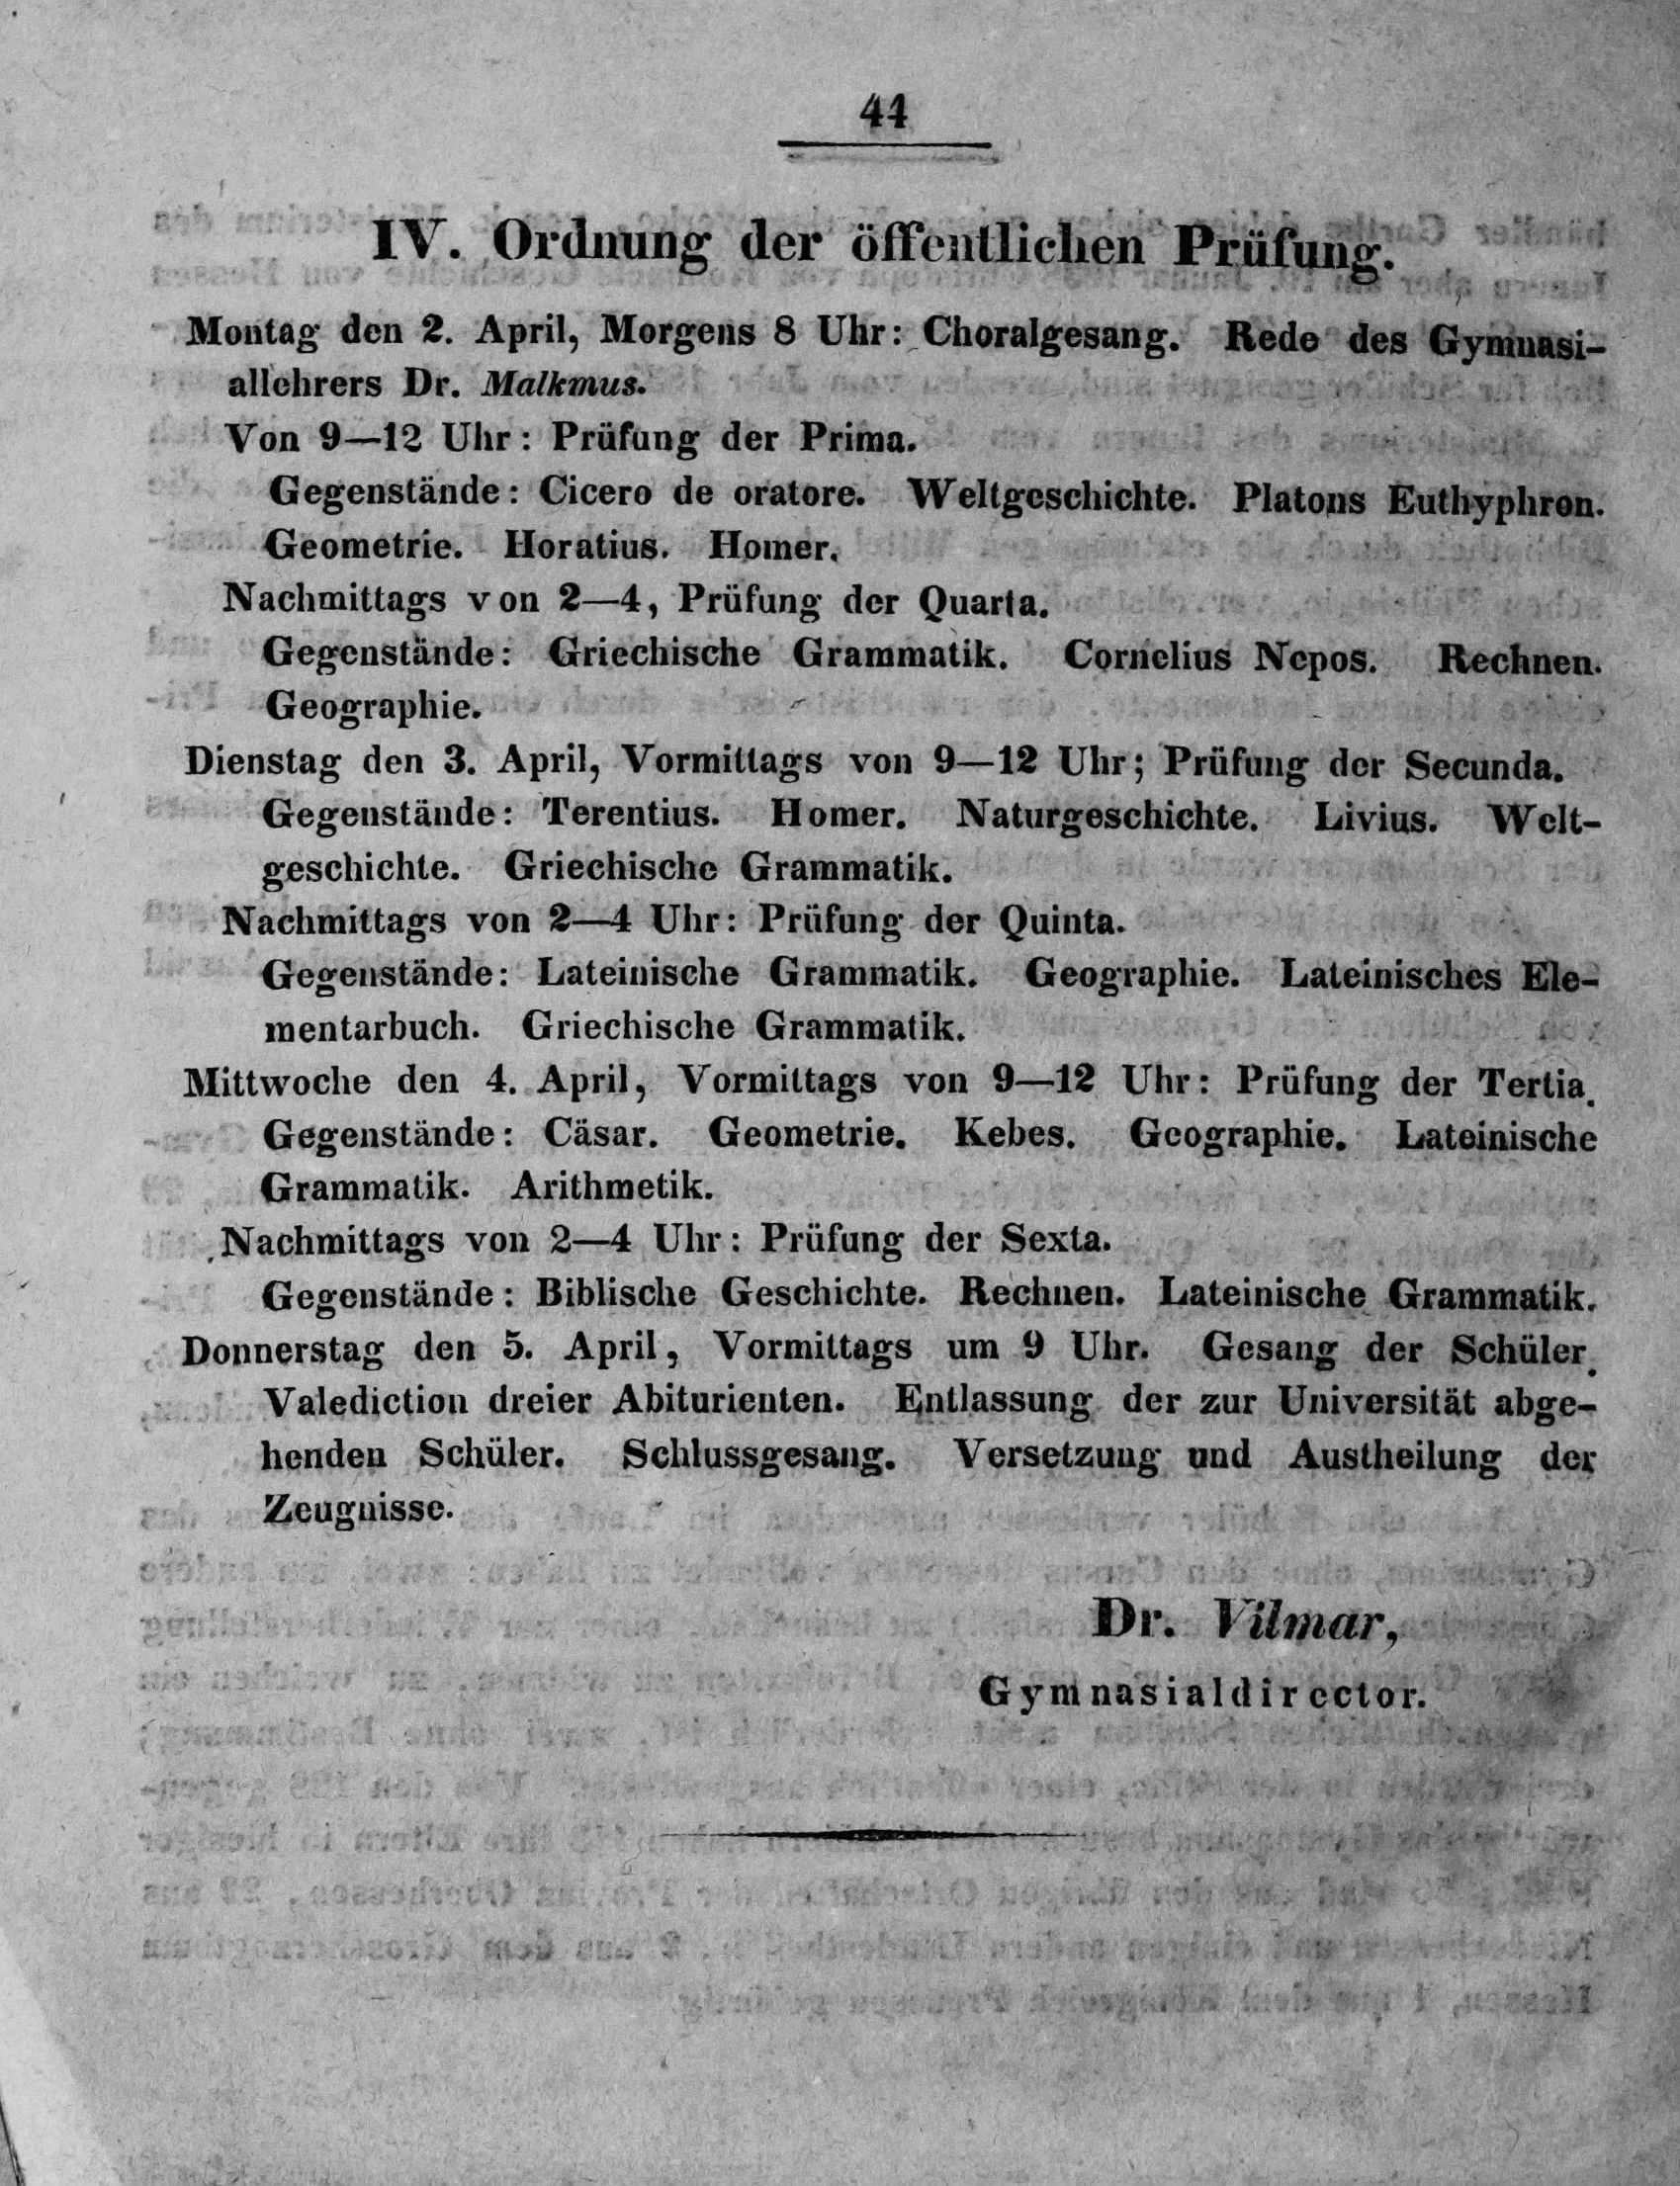 44
IV. Ordnung der öffentlichen Prüfung.
Montag den 2. April, Morgens 8 Uhr: Choralgesang. Rede des Gymnasi-
allehrers Dr. Malkmus.
Von 9—12 Uhr: Prüfung der Prima.
Gegenstände: Cicero de oratore. Weltgeschichte. Platons Euthyphron.
Geometrie. Horatius. Homer.
Nachmittags von 2—4, Prüfung der Quarta.
Gegenstände: Griechische Grammatik. Cornelius Nepos. Rechnen.
Geographie.
Dienstag den 3. April, Vormittags von 9—12 Uhr; Prüfung der Secunda.
Gegenstände: Terentius. Homer. Naturgeschichte. Livius. Welt-
geschichte. Griechische Grammatik.
Nachmittags von 2—4 Uhr: Prüfung der Quinta.
Gegenstände: Lateinische Grammatik. Geographie. Lateinisches Ele-
mentarbuch. Griechische Grammatik.
Mittwoche den 4. April, Vormittags von 9—12 Uhr: Prüfung der Tertia.
Gegenstände: Cäsar. Geometrie. Kebes. Geographie. Lateinische
Grammatik. Arithmetik.
Nachmittags von 2—4 Uhr: Prüfung der Sexta.
Gegenstände: Biblische Geschichte. Rechnen. Lateinische Grammatik.
Donnerstag den 5. April, Vormittags um 9 Uhr. Gesang der Schüler.
Valediction dreier Abiturienten. Entlassung der zur Universität abge-
henden Schüler. Schlussgesang. Versetzung und Austheilung der
Zeugnisse.
Dr. Vilmar,
Gymnasialdirector.